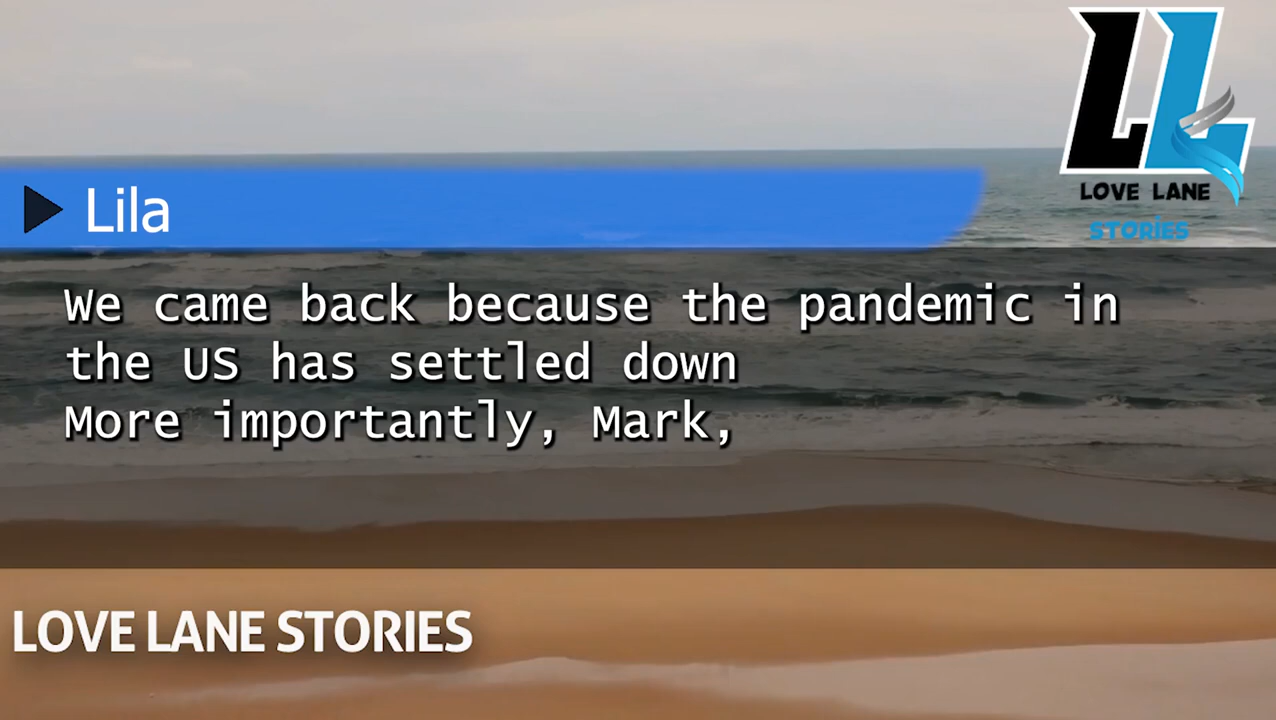 LL
LOVE LANE
STORIES
Lila
We came back because the pandemic in
the US has settled down
More importantly, Mark,
LOVE LANE STORIES